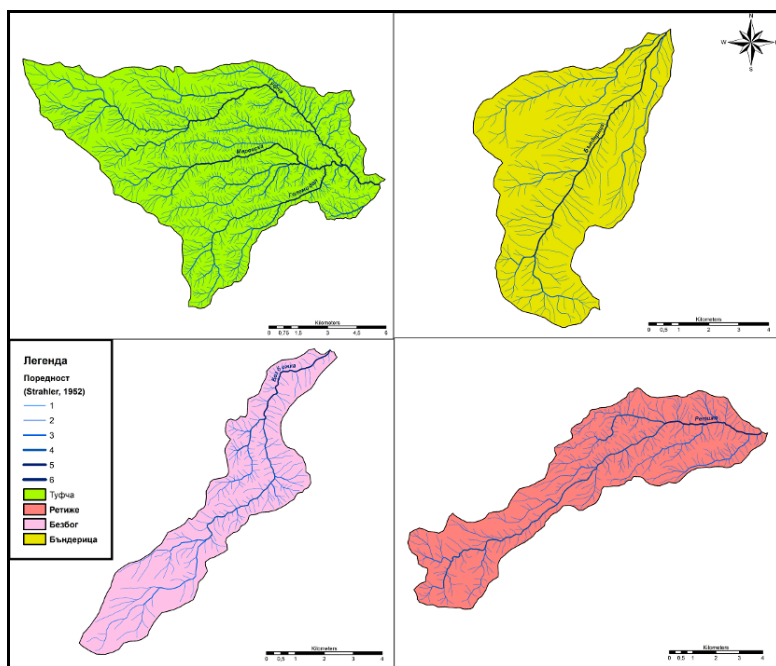 Туфча
N
W
S
Kilometers
0 0,75 1,5 3 4,5 6
Kilometers
0 0,5 1 2 3 4
Легенда
Поредност
(Strahler, 1952)
1
2
3
4
5
6
Туфча
Ретиже
Безбог
Бъндерица
Kilometers
0 0,5 1 2 3 4
Ретиже
Kilometers
0 0,5 1 2 3 4